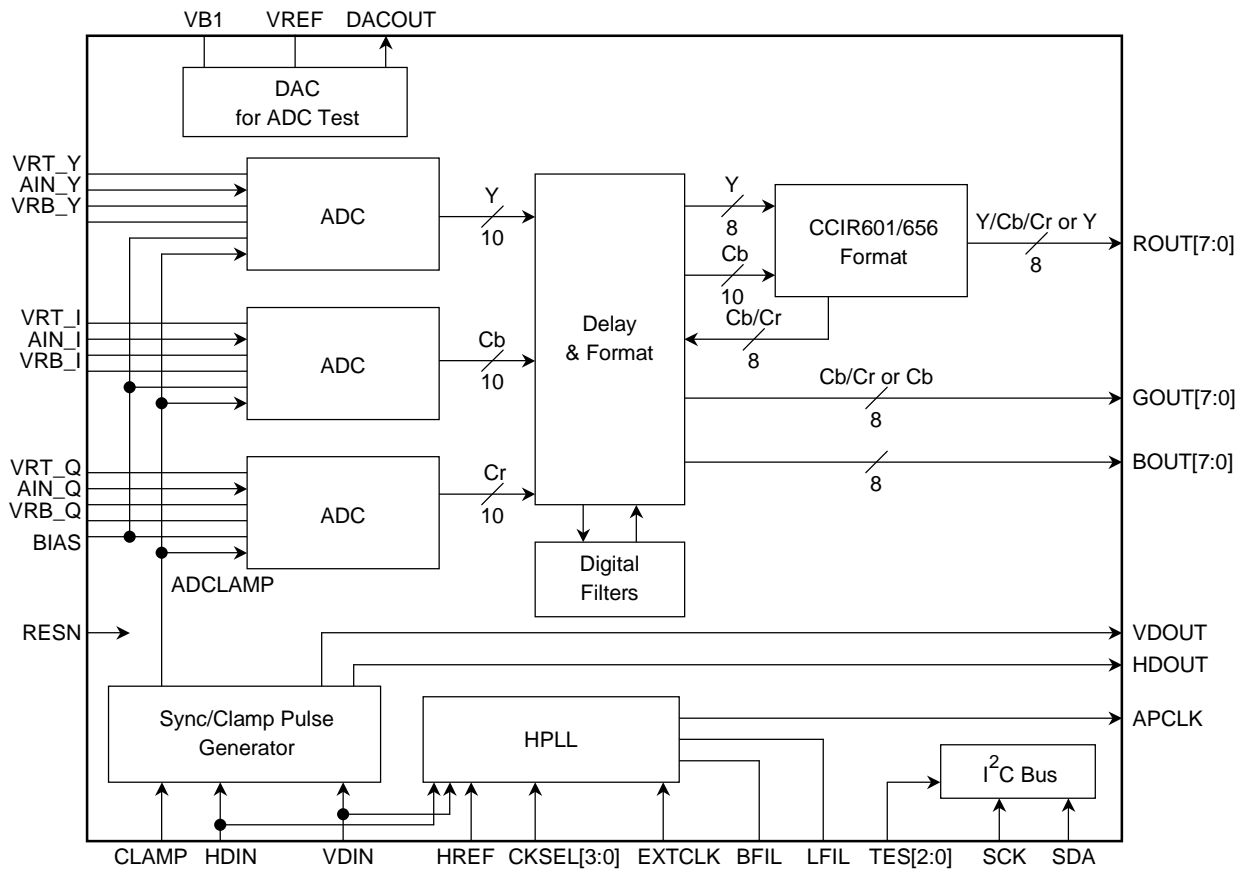 VB1 VREF DACOUT
DAC
for ADC Test
VRT_Y
AIN_Y
VRB_Y
ADC
Y
10
Delay
& Format
Y
8
Cb
10
CCIR601/656
Format
Y/Cb/Cr or Y
8
ROUT[7:0]
VRT_I
AIN_I
VRB_I
ADC
Cb
10
Cb/Cr
8
Cb/Cr or Cb
8
GOUT[7:0]
VRT_Q
AIN_Q
VRB_Q
BIAS
ADC
Cr
10
8
BOUT[7:0]
ADCLAMP
Digital
Filters
RESN
VDOUT
HDOUT
Sync/Clamp Pulse
Generator
HPLL
APCLK
I2C Bus
CLAMP HDIN VDIN HREF CKSEL[3:0] EXTCLK BFIL LFIL TES[2:0] SCK SDA